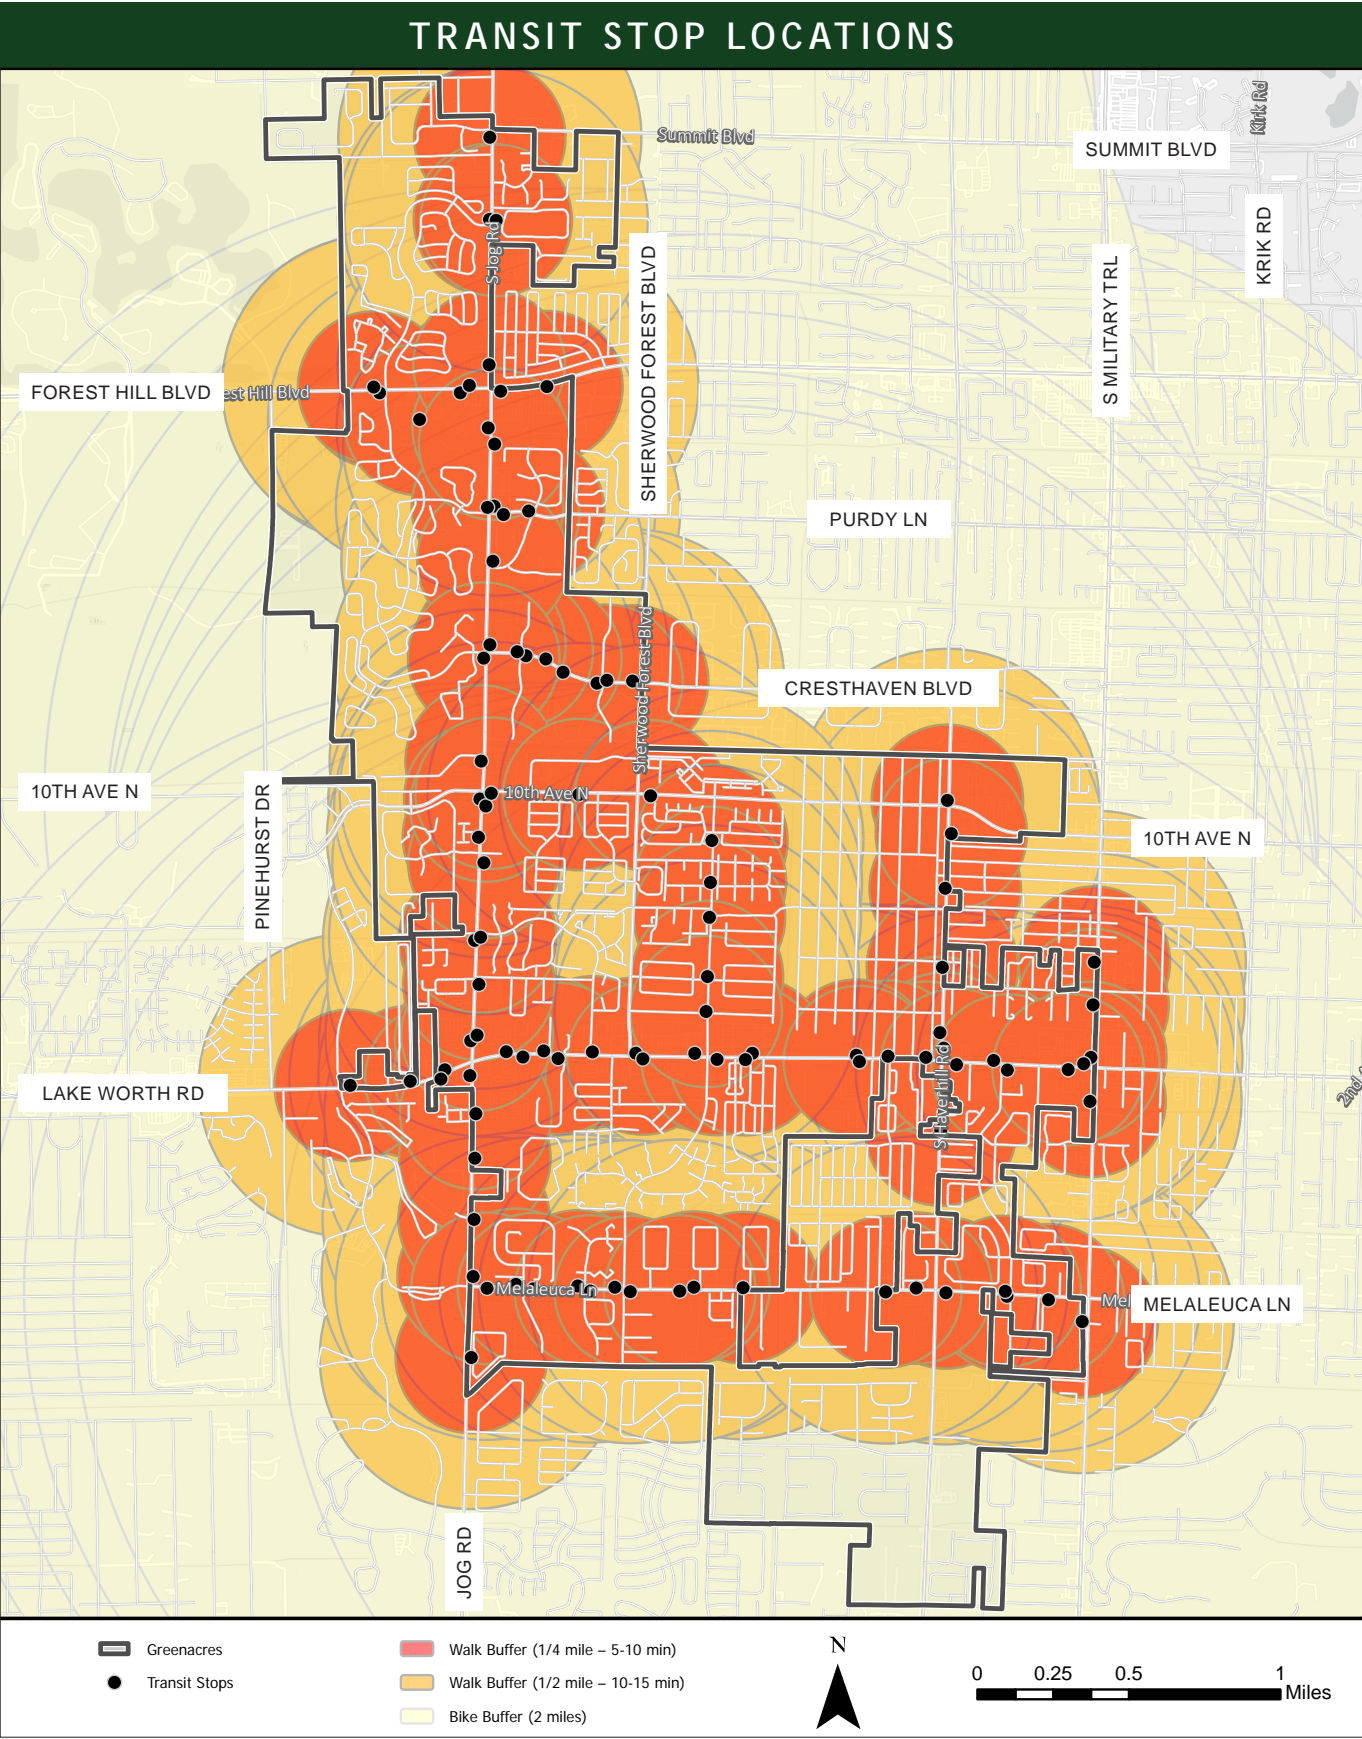 TRANSIT STOP LOCATIONS
Kirk Rd
Summit Blvd
SUMMIT BLVD
KRIK RD
S Jog Rd
SHERWOOD FOREST BLVD
S MILITARY TRL
FOREST HILL BLVD
est Hill Blvd
PURDY LN
Sherwood Forest Blvd
CRESTHAVEN BLVD
10TH AVE N
10th Ave N
PINEHURST DR
10TH AVE N
S Haverhill Rd
LAKE WORTH RD
2nd
Melaleuca Ln
Mel
MELALEUCA LN
JOG RD
Greenacres
Transit Stops
Walk Buffer (1/4 mile – 5-10 min)
Walk Buffer (1/2 mile – 10-15 min)
Bike Buffer (2 miles)
N
0 0.25 0.5 1
Miles